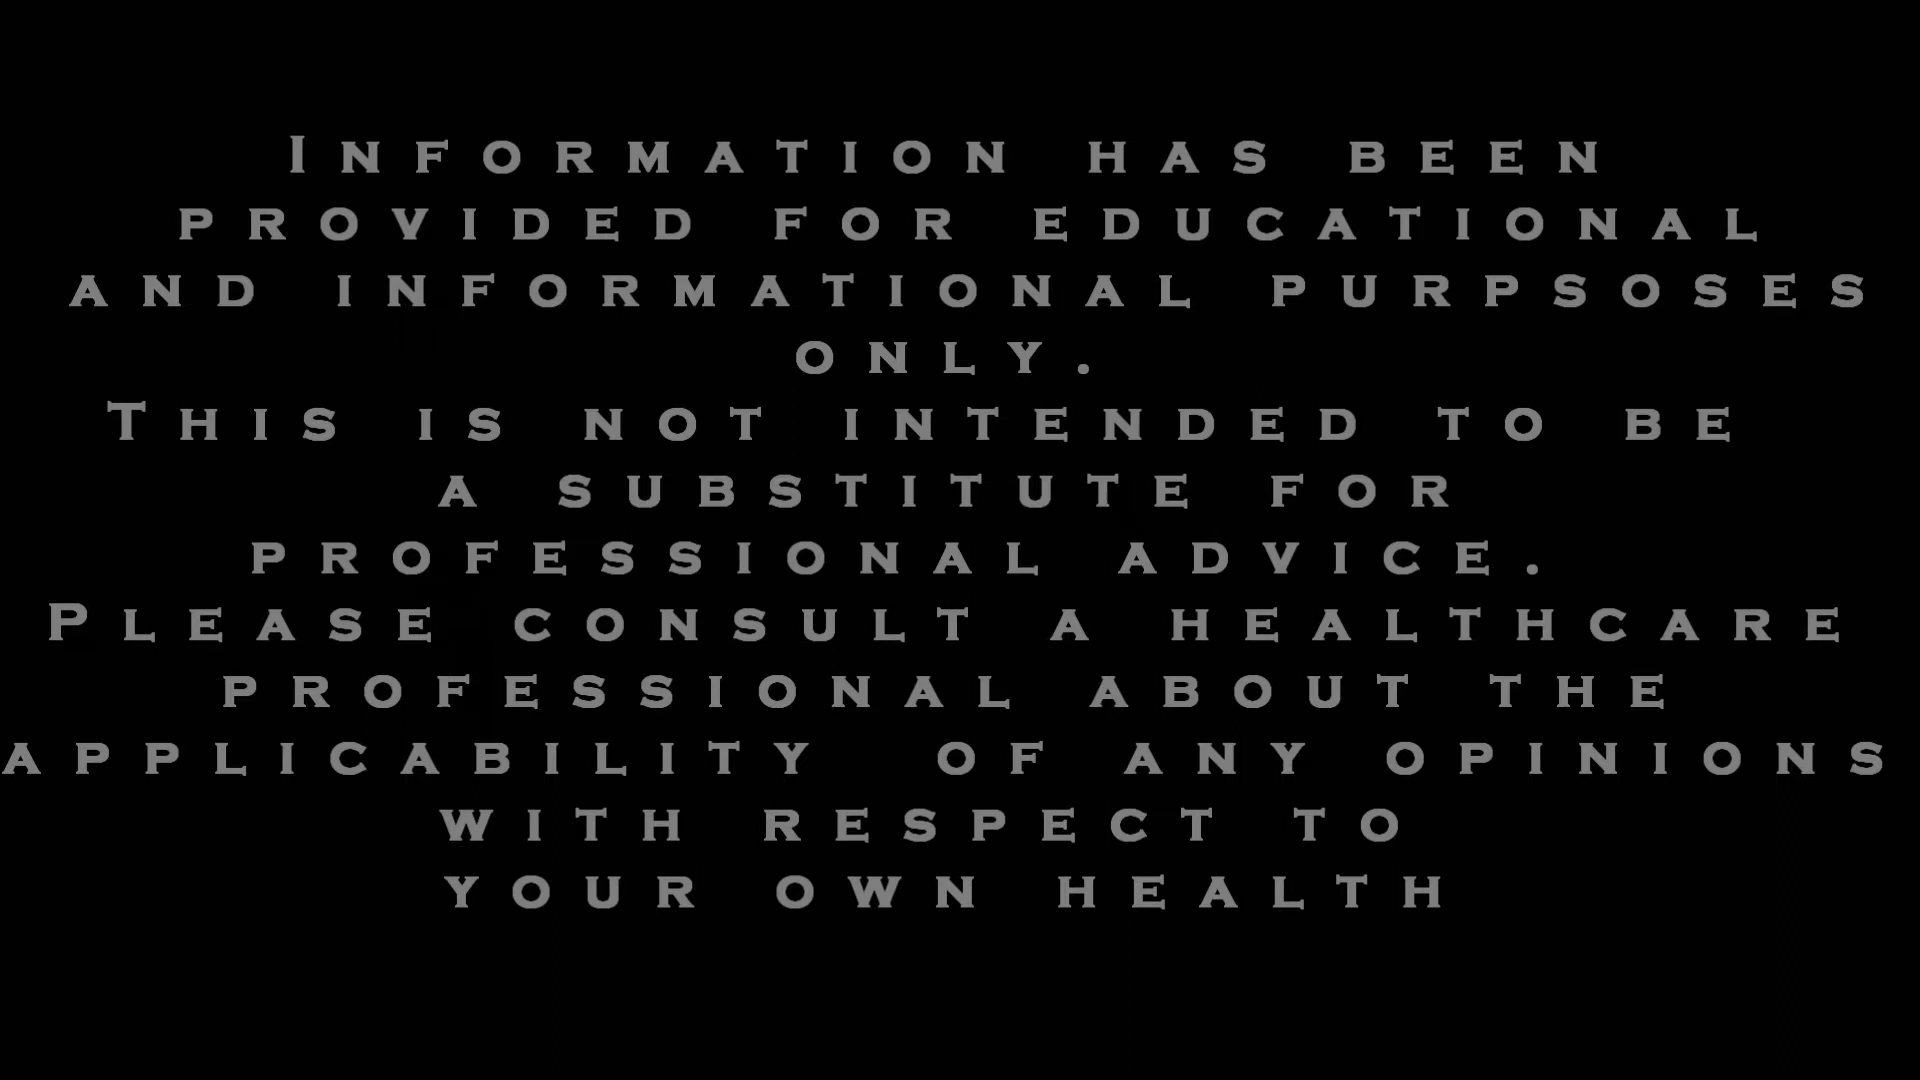 Information has been
provided for educational
and informational purpsoses
only.
This is not intended to be
a substitute for
professional advice.
Please consult a healthcare
professional about the
applicability of any opinions
with respect to
your own health